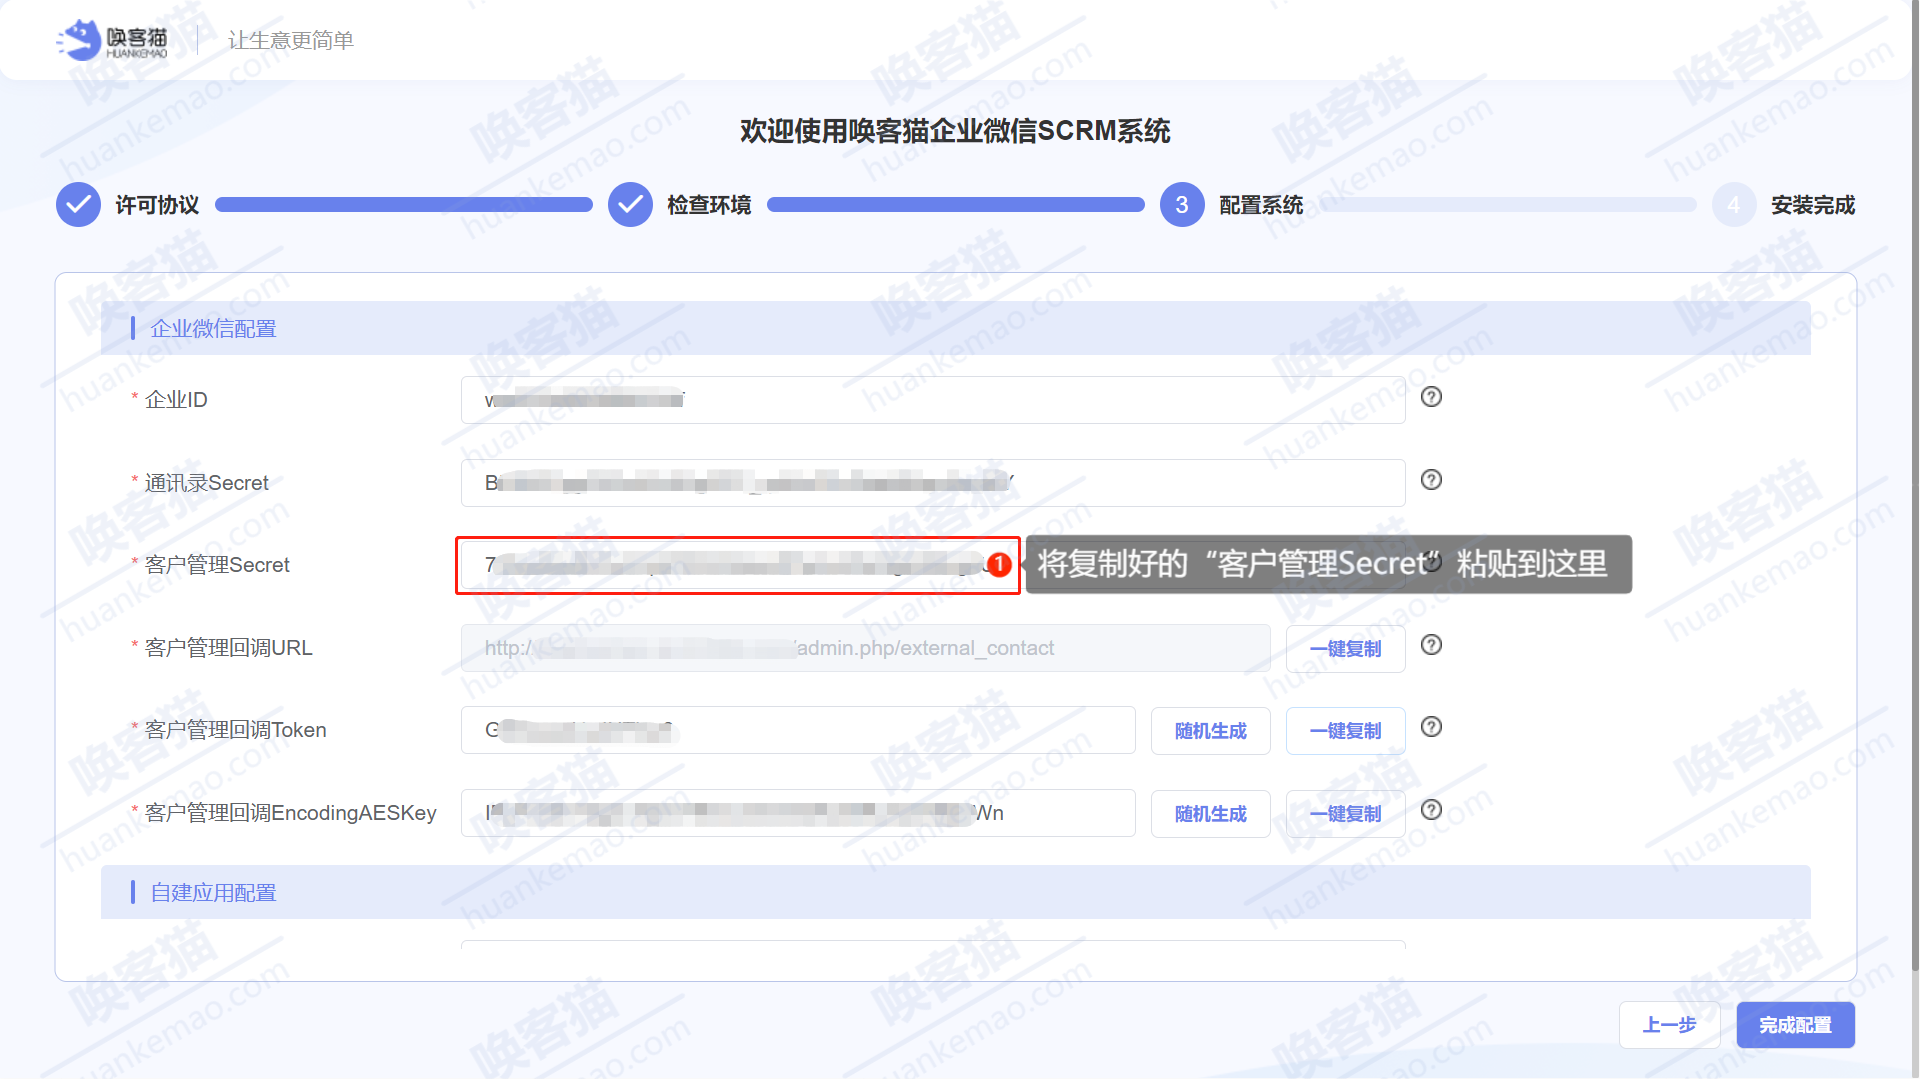 唤客猫
HUANKEMAO
让生意更简单
欢迎使用唤客猫企业微信SCRM系统
许可协议
检查环境
3 配置系统
4 安装完成
企业微信配置
* 企业ID
* 通讯录Secret
* 客户管理Secret
1 将复制好的“客户管理Secret”粘贴到这里
* 客户管理回调URL
http:/ /admin.php/external_contact
一键复制
* 客户管理回调Token
随机生成
一键复制
* 客户管理回调EncodingAESKey
Wn
随机生成
一键复制
自建应用配置
上一步
完成配置
唤客猫
huankemao.com